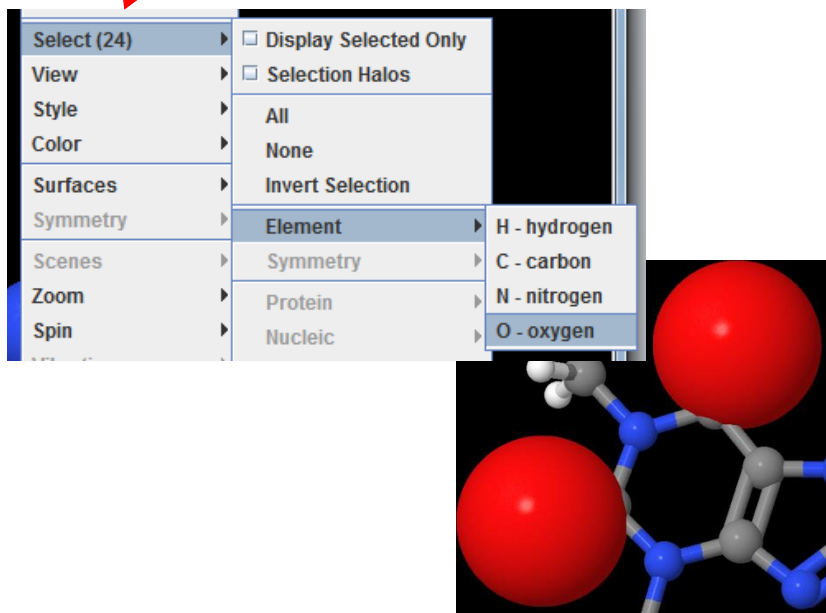 Select (24)
View
Style
Color
Surfaces
Symmetry
Scenes
Zoom
Spin
Display Selected Only
Selection Halos
All
None
Invert Selection
Element
Symmetry
Protein
Nucleic
H - hydrogen
C - carbon
N - nitrogen
O - oxygen